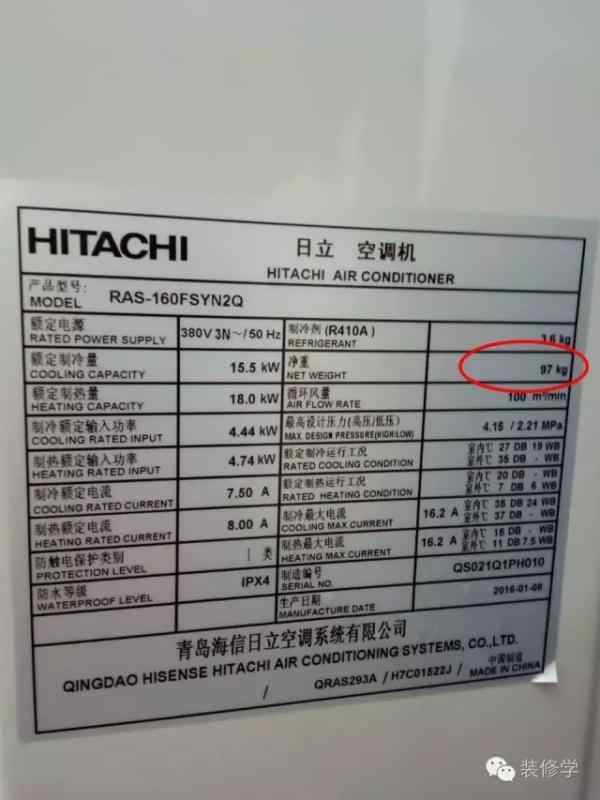 HITACHI
日立 空调机
HITACHI AIR CONDITIONER
产品型号:
MODEL RAS-160FSYN2Q
额定电源
RATED POWER SUPPLY 380V 3N~/50 Hz
制冷剂(R410A)
REFRIGERANT 3.6 kg
额定制冷量
COOLING CAPACITY 15.5 kW
净重
NET WEIGHT 97 kg
额定制热量
HEATING CAPACITY 18.0 kW
循环风量
AIR FLOW RATE 100 m³/min
额定制冷输入功率
COOLING RATED INPUT 4.44 kW
最高设计压力(高压/低压)
MAX. DESIGN PRESSURE(HIGH/LOW) 4.15 / 2.21 MPa
制热额定输入功率
HEATING RATED INPUT 4.74 kW
额定制冷运行工况
RATED COOLING CONDITION
室内℃ 27 DB 19 WB
室外℃ 35 DB - WB
制冷额定电流
COOLING RATED CURRENT 7.50 A
额定制热运行工况
RATED HEATING CONDITION
室内℃ 20 DB - WB
室外℃ 7 DB 6 WB
制热额定电流
HEATING RATED CURRENT 8.00 A
制冷最大电流
COOLING MAX CURRENT 16.2 A
室内℃ 38 DB 24 WB
室外℃ 37 DB - WB
防触电保护类别
PROTECTION LEVEL I 类
制热最大电流
HEATING MAX CURRENT 16.2 A
室内℃ 15 DB - WB
室外℃ 11 DB 7.5 WB
防水等级
WATERPROOF LEVEL IPX4
制造编号
SERIAL NO. QS021Q1PH010
生产日期
MANUFACTURE DATE 2016-01-08
青岛海信日立空调系统有限公司
QINGDAO HISENSE HITACHI AIR CONDITIONING SYSTEMS, CO.,LTD.
/ QRAS293A / H7C01522J /
中国制造
MADE IN CHINA
装修学